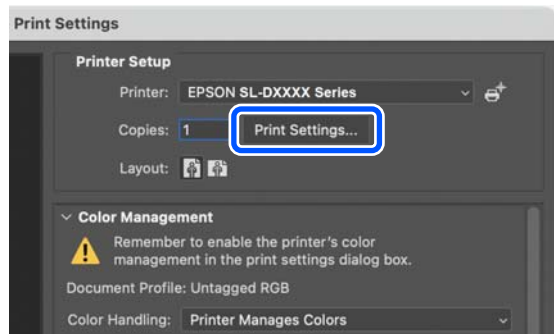 Print Settings
Printer Setup
Printer: EPSON SL-DXXXX Series
Copies: 1 Print Settings...
Layout:
Color Management
Remember to enable the printer's color
management in the print settings dialog box.
Document Profile: Untagged RGB
Color Handling: Printer Manages Colors